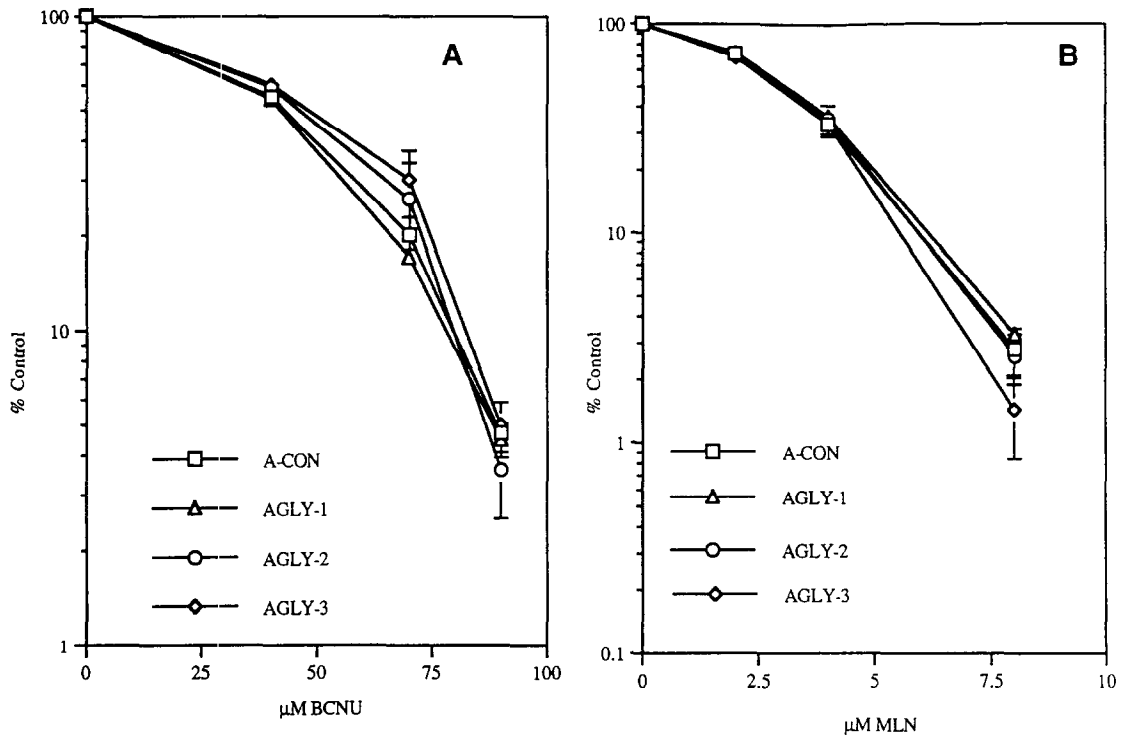 A
100
10
1
% Control
0
25
50
75
100
µM BCNU
A-CON
AGLY-1
AGLY-2
AGLY-3
B
100
10
1
0.1
% Control
0
2.5
5
7.5
10
µM MLN
A-CON
AGLY-1
AGLY-2
AGLY-3